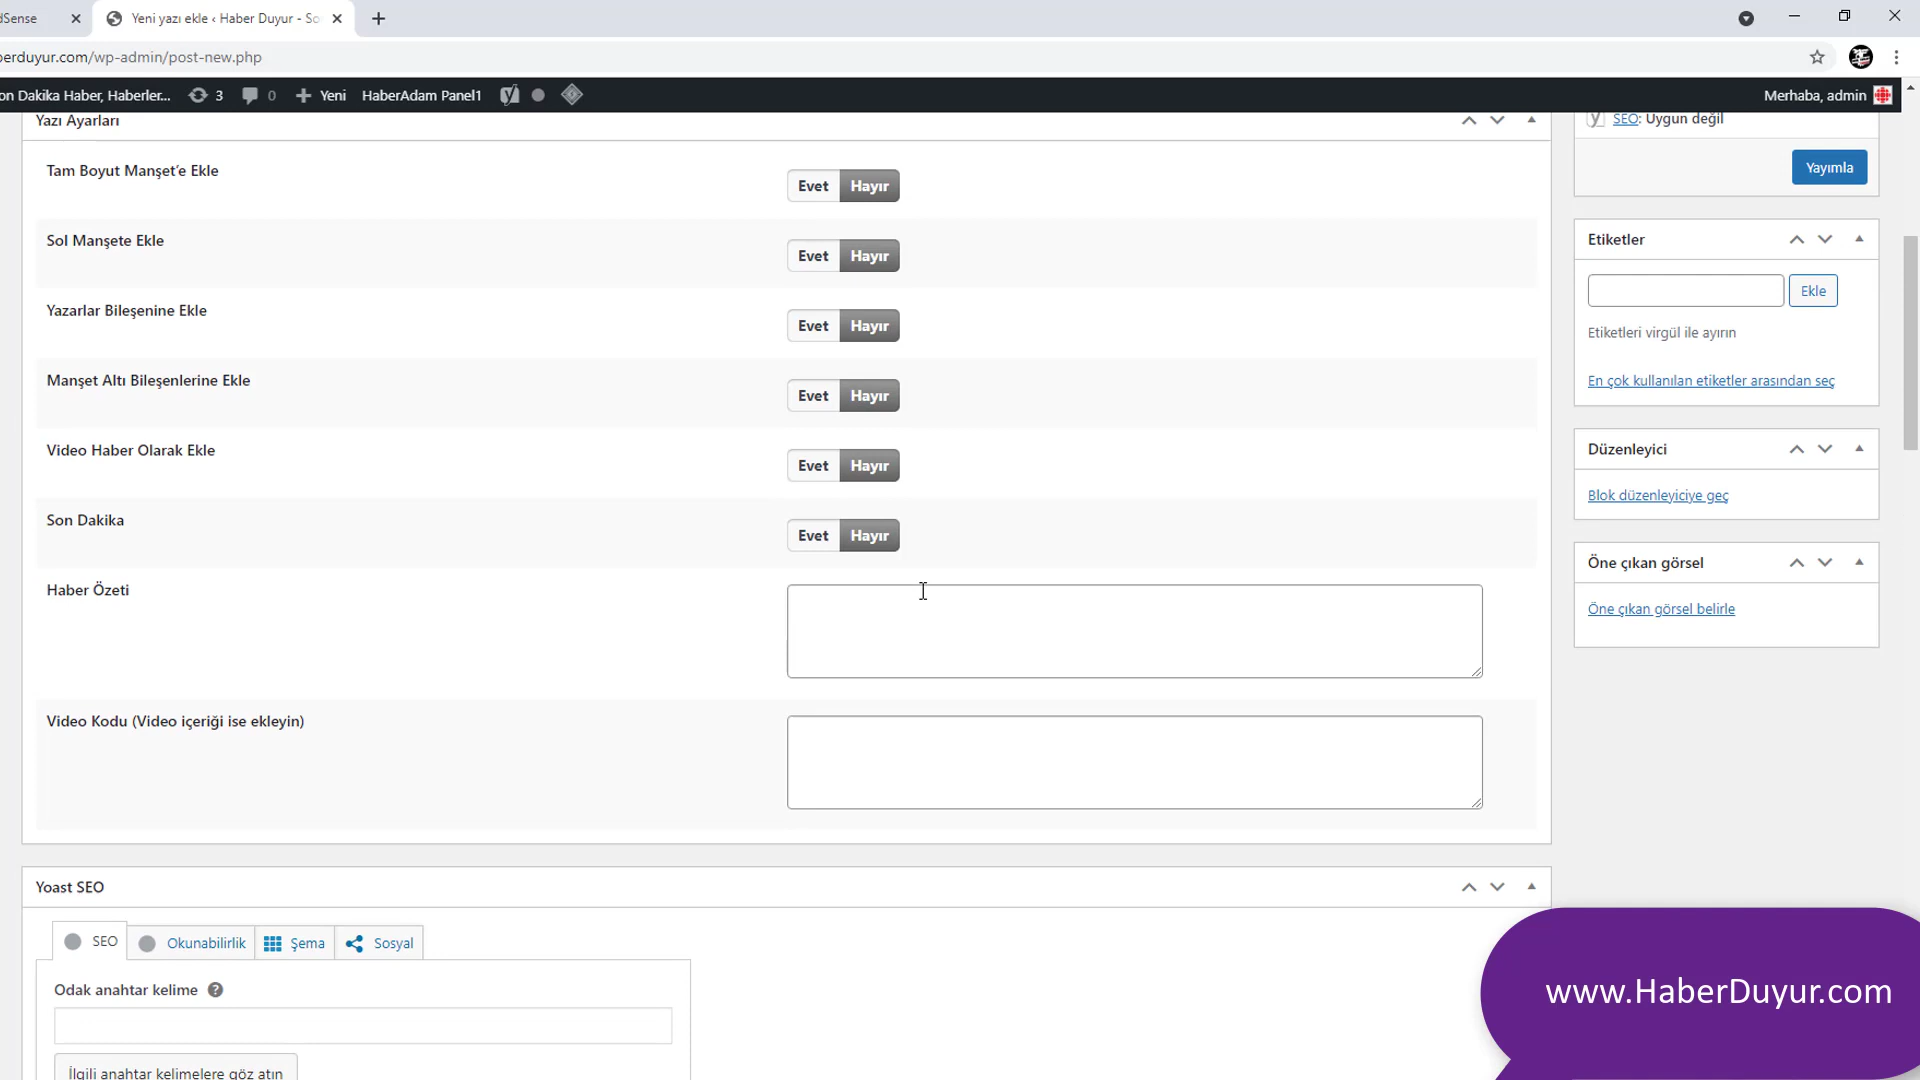 dSense
Yeni yazı ekle ‹ Haber Duyur - So
erduyur.com/wp-admin/post-new.php
on Dakika Haber, Haberler... 3 0 Yeni HaberAdam Panel1 Merhaba, admin
Yazı Ayarları
Tam Boyut Manşet'e Ekle Evet Hayır
Sol Manşete Ekle Evet Hayır
Yazarlar Bileşenine Ekle Evet Hayır
Manşet Altı Bileşenlerine Ekle Evet Hayır
Video Haber Olarak Ekle Evet Hayır
Son Dakika Evet Hayır
Haber Özeti
Video Kodu (Video içeriği ise ekleyin)
Yoast SEO
SEO Okunabilirlik Şema Sosyal
Odak anahtar kelime
İlgili anahtar kelimelere göz atın
SEO: Uygun değil
Yayımla
Etiketler
Ekle
Etiketleri virgül ile ayırın
En çok kullanılan etiketler arasından seç
Düzenleyici
Blok düzenleyiciye geç
Öne çıkan görsel
Öne çıkan görsel belirle
www.HaberDuyur.com